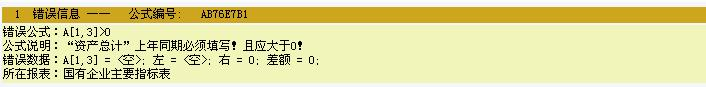 1 错误信息 —— 公式编号: AB76E7B1
错误公式：A[1,3]>0
公式说明：“资产总计”上年同期必须填写！且应大于0！
错误数据：A[1,3] = <空>; 左 = <空>; 右 = 0; 差额 = 0;
所在报表：国有企业主要指标表